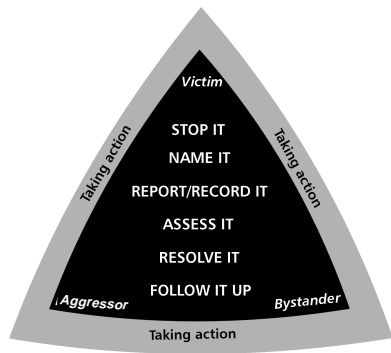 Victim
STOP IT
NAME IT
REPORT/RECORD IT
ASSESS IT
RESOLVE IT
FOLLOW IT UP
Aggressor
Bystander
Taking action
Taking action
Taking action